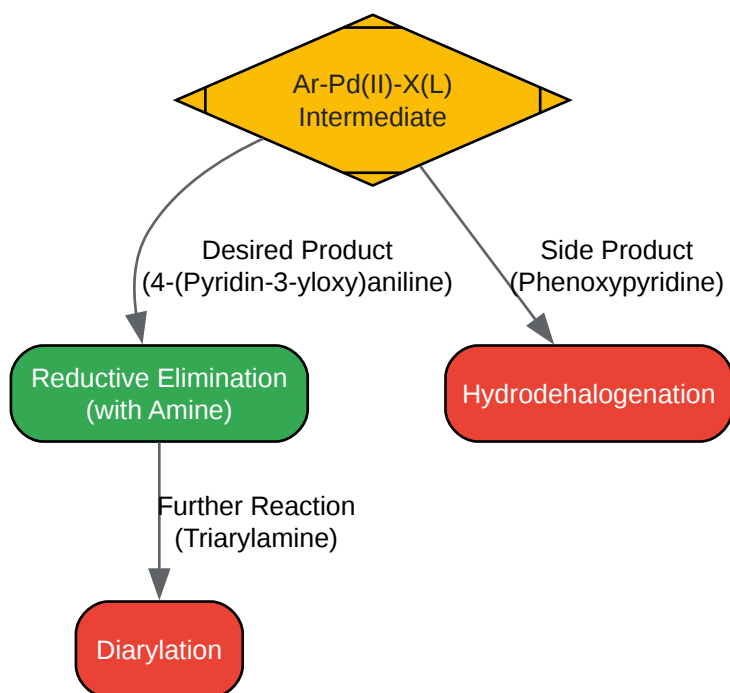 Ar-Pd(II)-X(L)
Intermediate
Desired Product
(4-(Pyridin-3-yloxy)aniline)
Side Product
(Phenoxypyridine)
Reductive Elimination
(with Amine)
Hydrodehalogenation
Further Reaction
(Triarylamine)
Diarylation